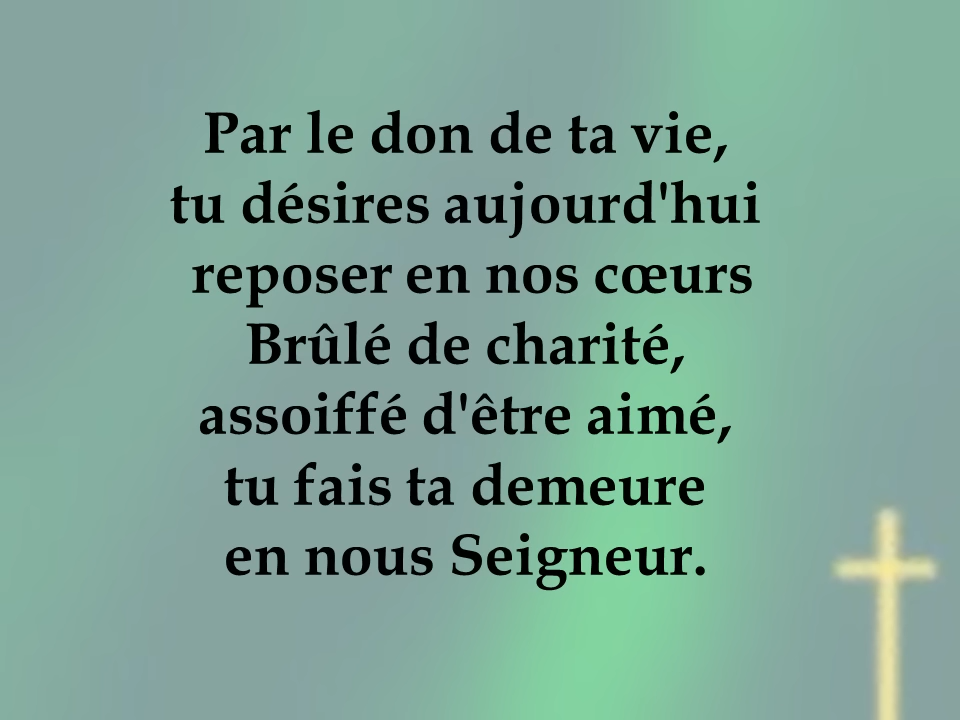 Par le don de ta vie,
tu désires aujourd'hui
reposer en nos cœurs
Brûlé de charité,
assoiffé d'être aimé,
tu fais ta demeure
en nous Seigneur.